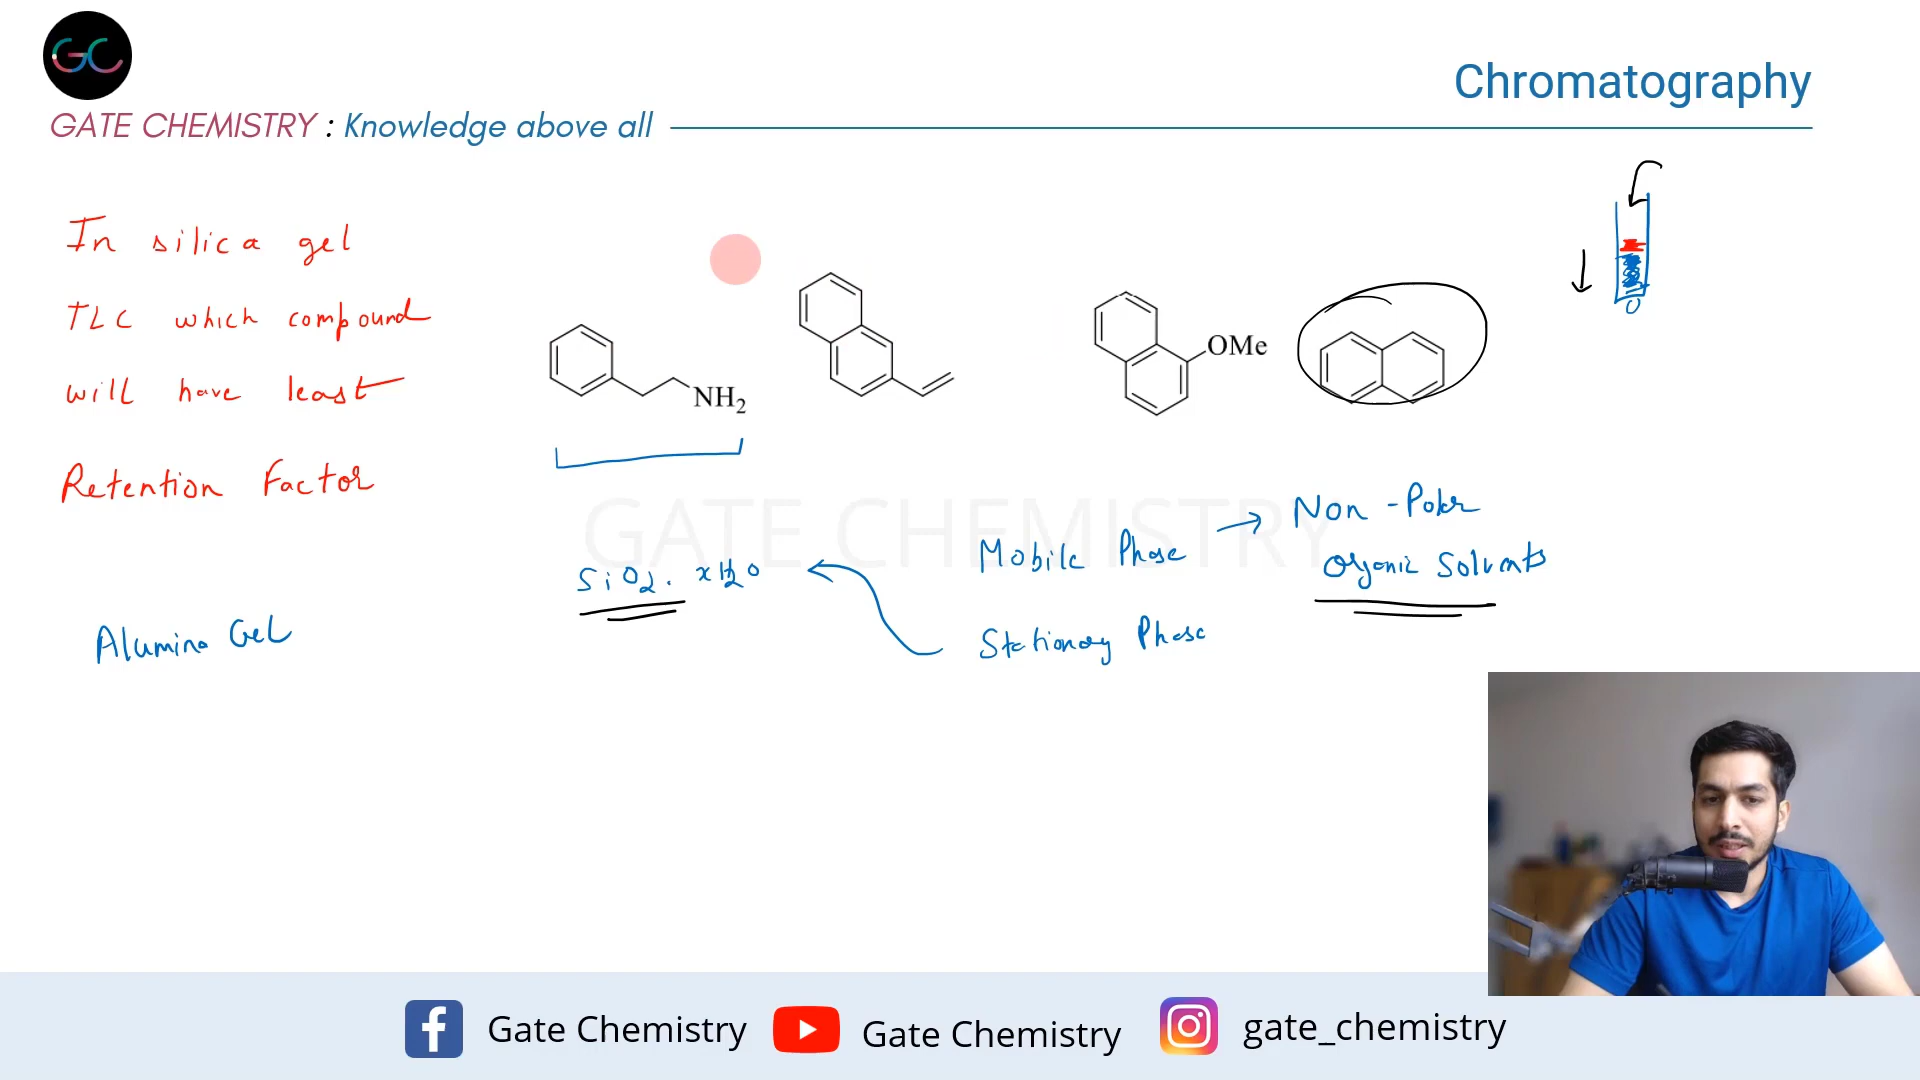 GC
Chromatography
GATE CHEMISTRY : Knowledge above all
In silica gel
TLC which compound
will have least
Retention Factor
NH2
OMe
GATE CHEMISTRY
SiO2. xH2O
Mobile Phase → Non-Polar
Organic Solvents
Stationary Phase
Alumina Gel
f Gate Chemistry
Gate Chemistry
gate_chemistry